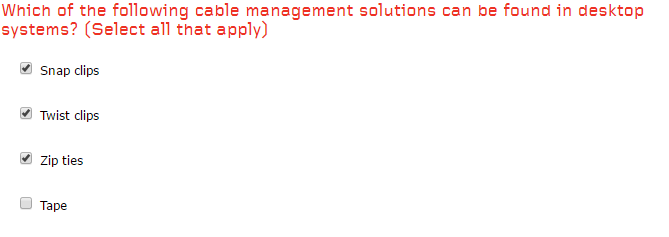 Which of the following cable management solutions can be found in desktop
systems? (Select all that apply)
Snap clips
Twist clips
Zip ties
Tape